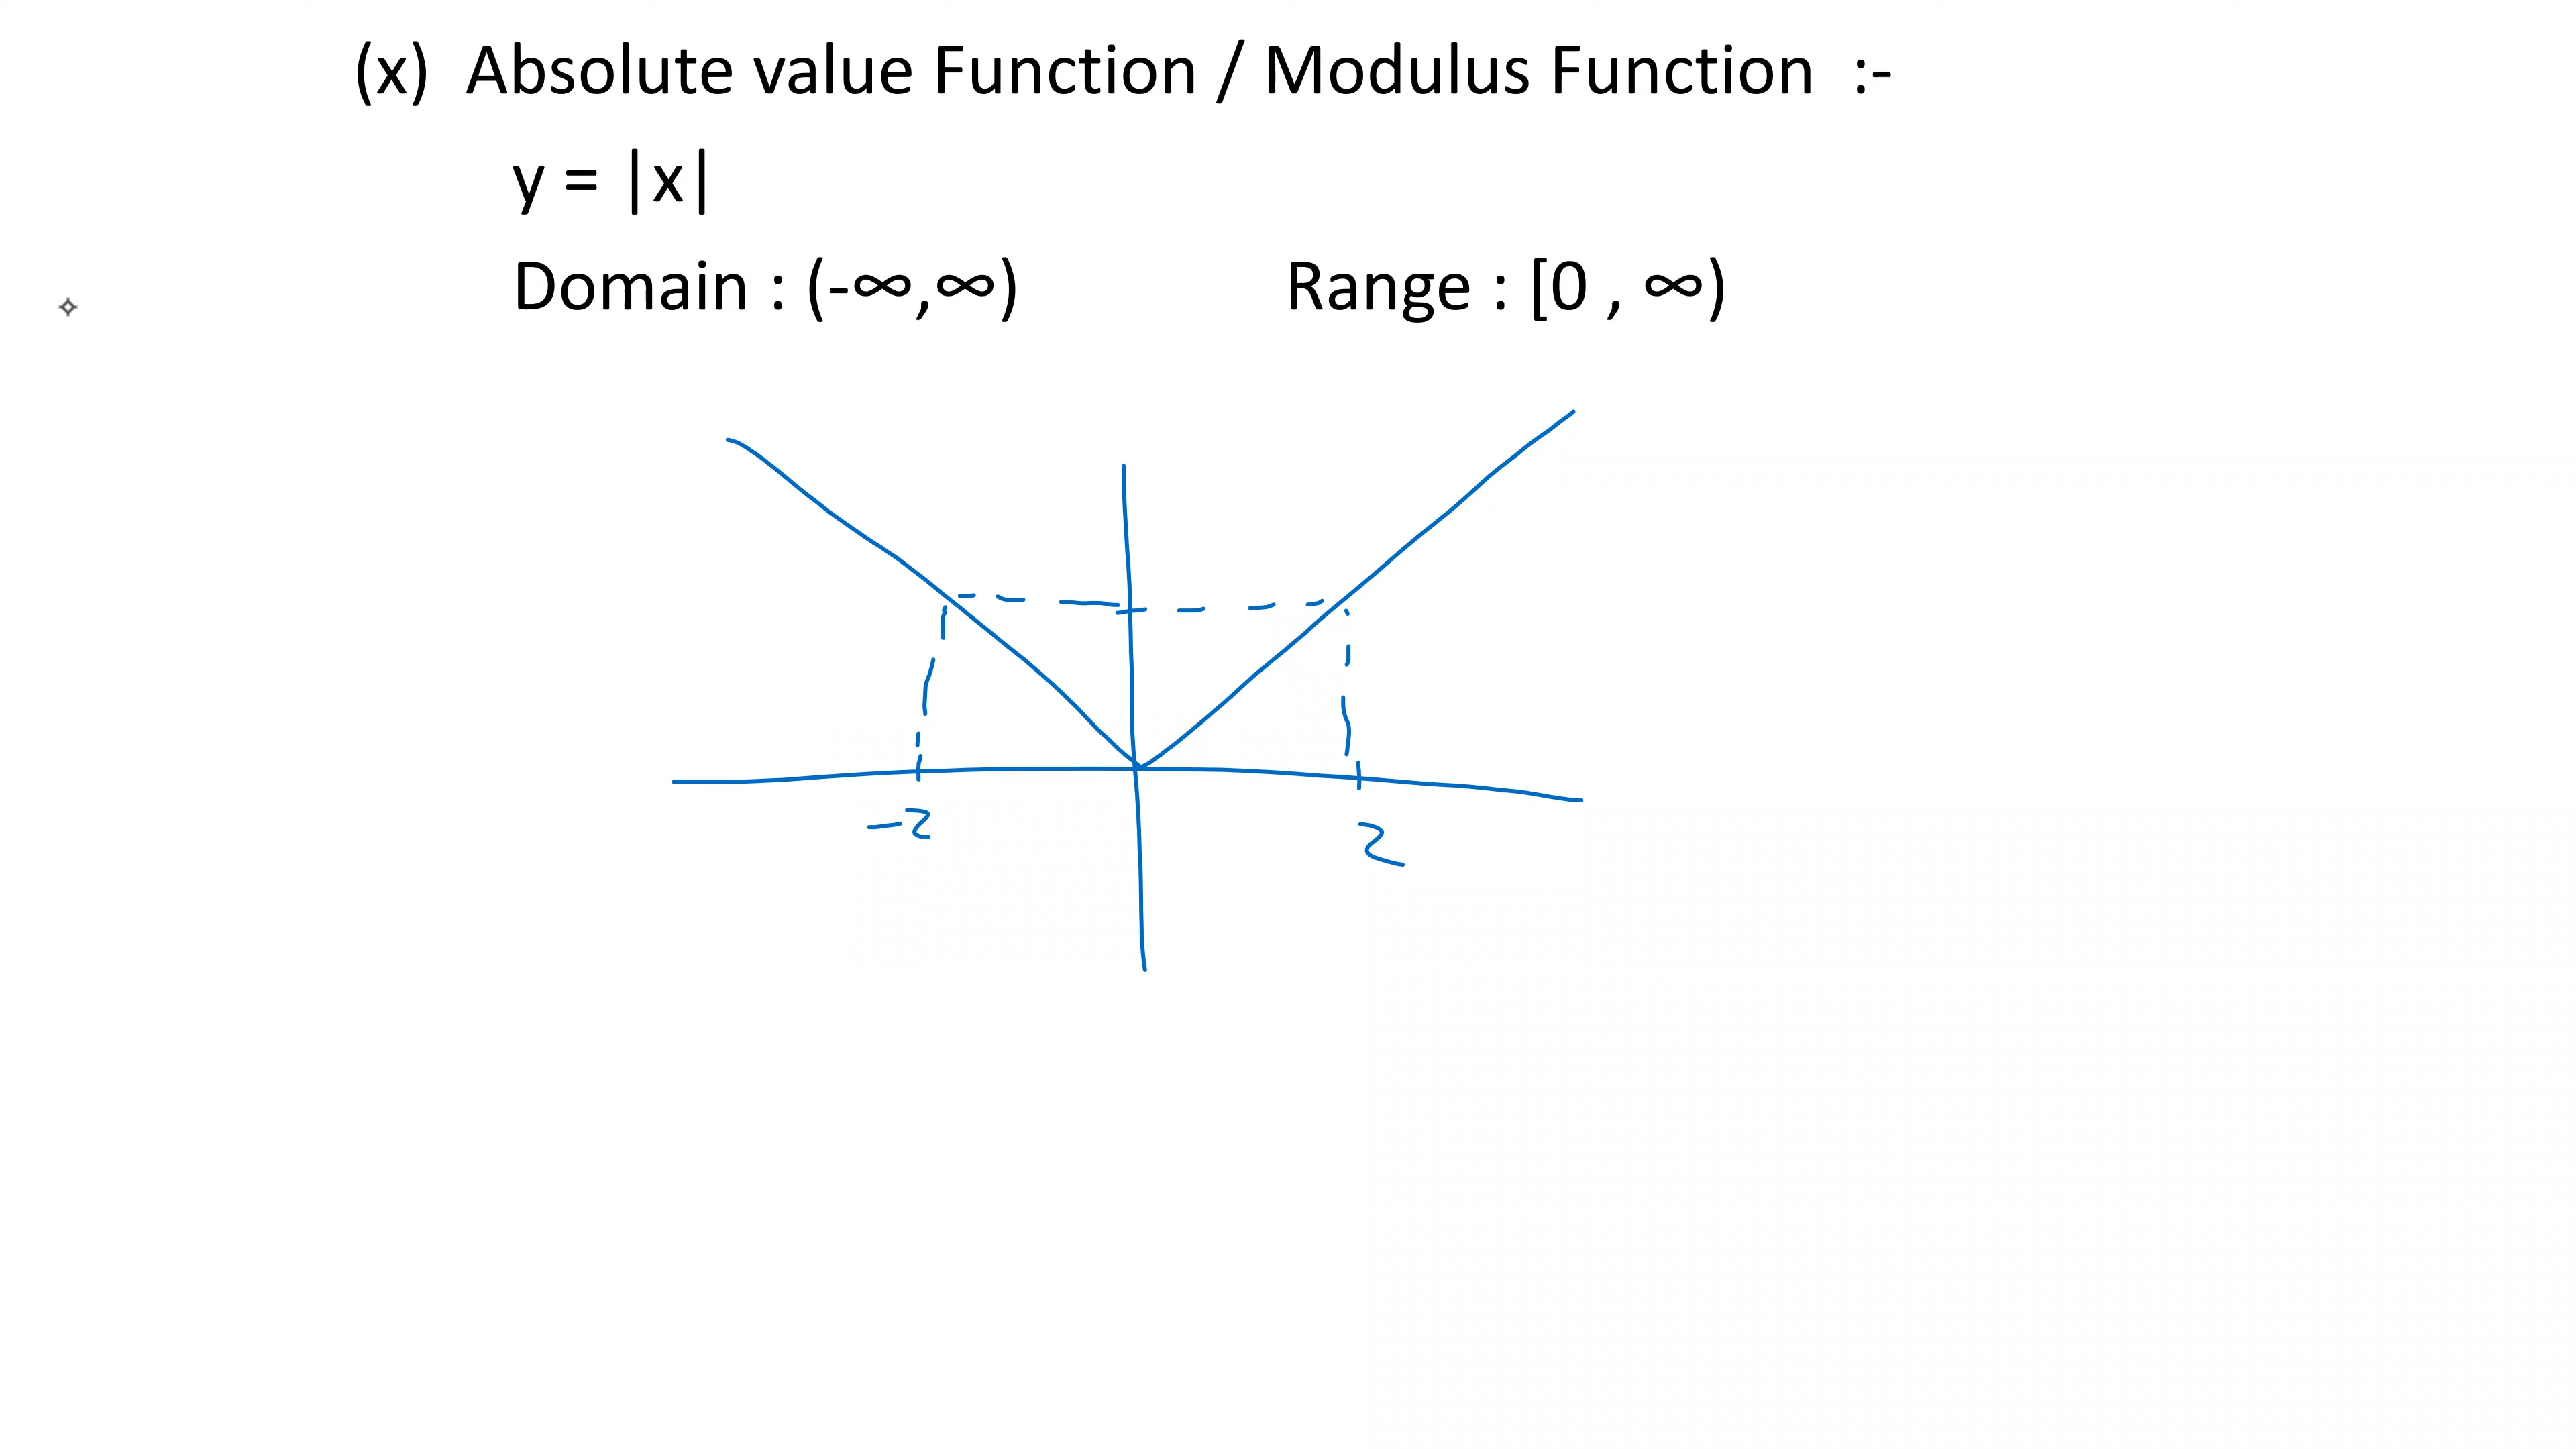 (x) Absolute value Function / Modulus Function :-
y = |x|
Domain : (-∞,∞) Range : [0 , ∞)
-2 2